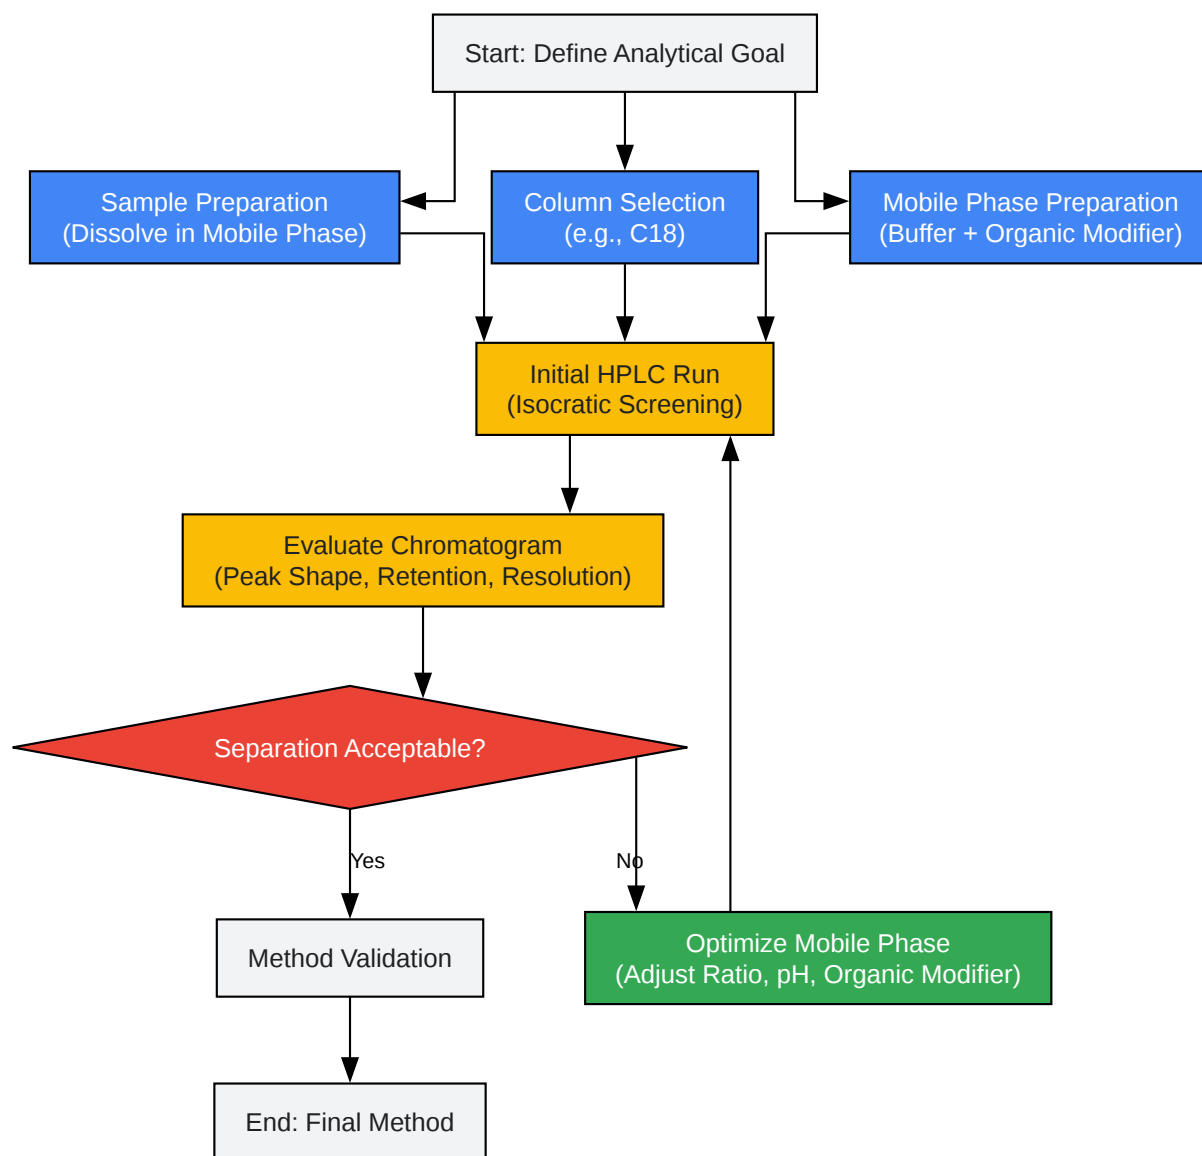 Start: Define Analytical Goal
Sample Preparation
(Dissolve in Mobile Phase)
Column Selection
(e.g., C18)
Mobile Phase Preparation
(Buffer + Organic Modifier)
Initial HPLC Run
(Isocratic Screening)
Evaluate Chromatogram
(Peak Shape, Retention, Resolution)
Separation Acceptable?
Yes
No
Method Validation
Optimize Mobile Phase
(Adjust Ratio, pH, Organic Modifier)
End: Final Method